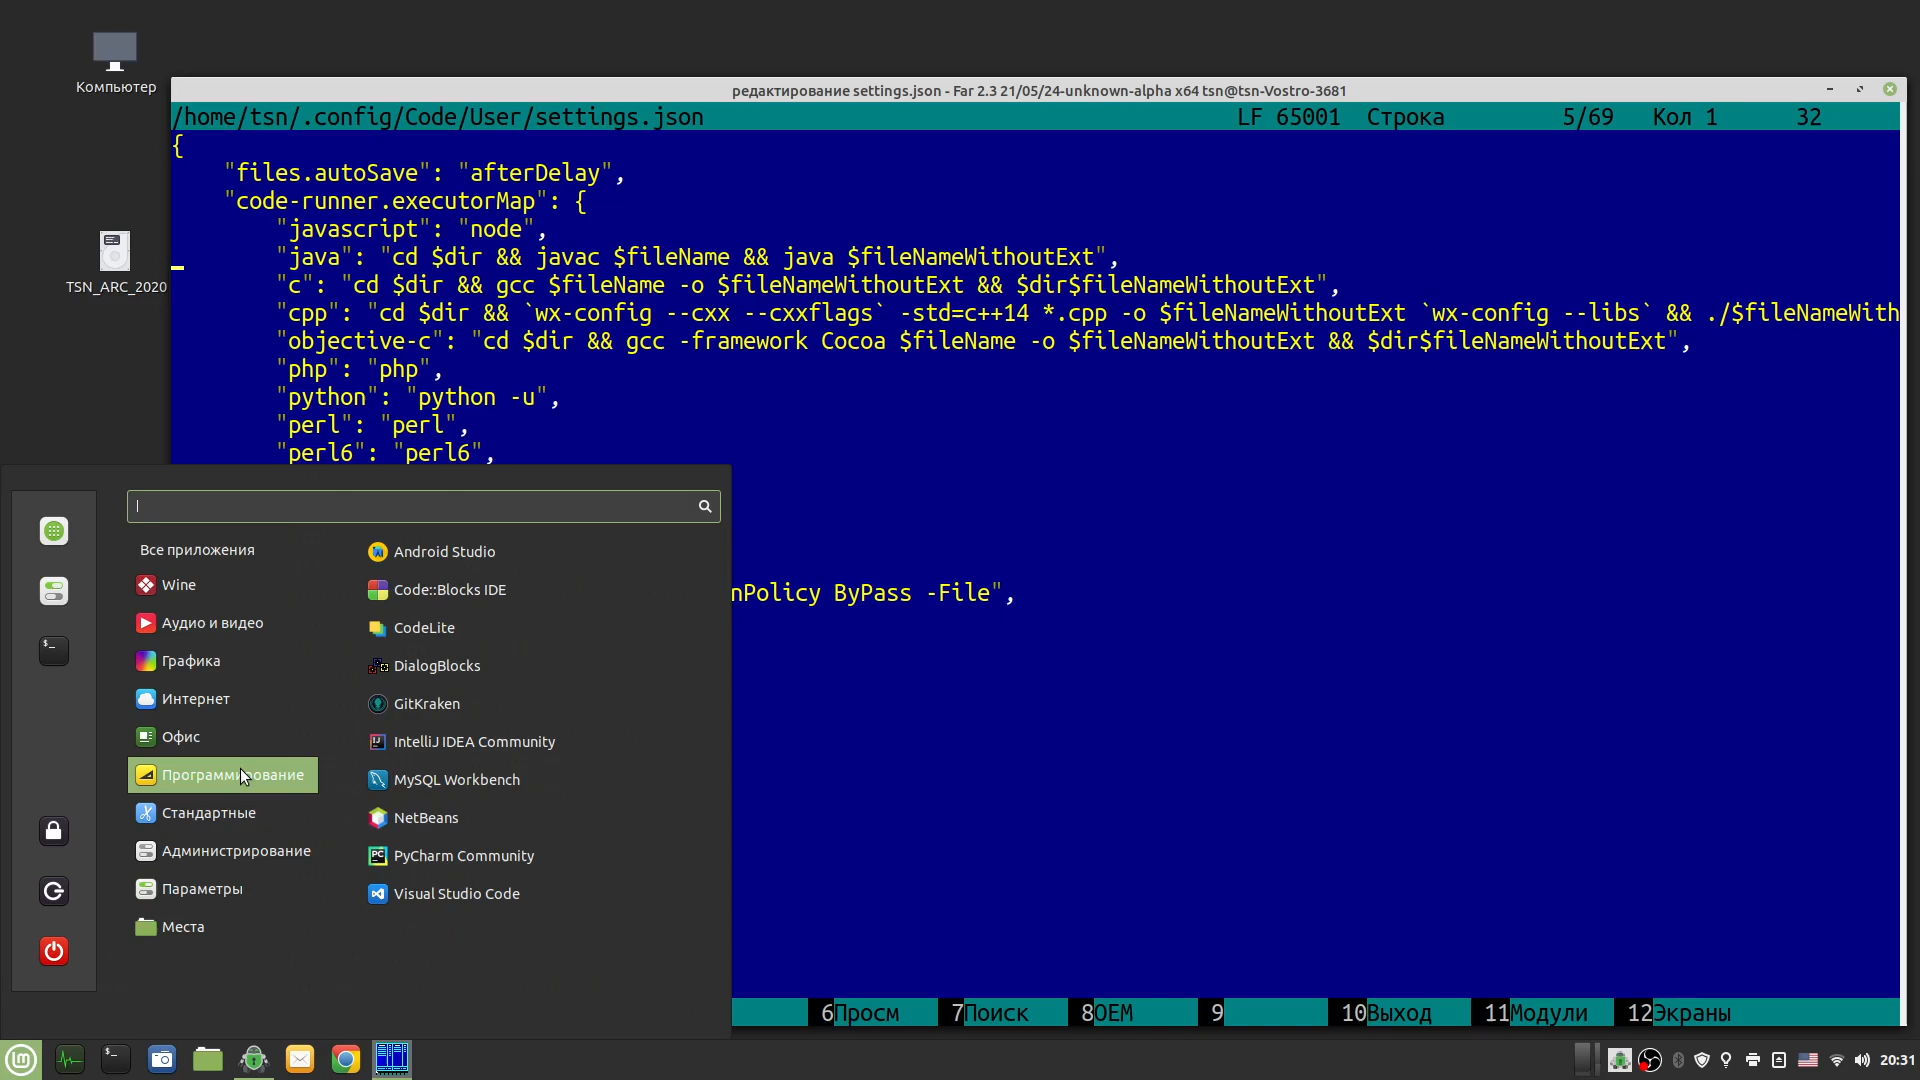 Компьютер
TSN_ARC_2020
редактирование settings.json - Far 2.3 21/05/24-unknown-alpha x64 tsn@tsn-Vostro-3681
/home/tsn/.config/Code/User/settings.json LF 65001 Строка 5/69 Кол 1 32
{
"files.autoSave": "afterDelay",
"code-runner.executorMap": {
"javascript": "node",
"java": "cd $dir && javac $fileName && java $fileNameWithoutExt",
"c": "cd $dir && gcc $fileName -o $fileNameWithoutExt && $dir$fileNameWithoutExt",
"cpp": "cd $dir && `wx-config --cxx --cxxflags` -std=c++14 *.cpp -o $fileNameWithoutExt `wx-config --libs` && ./$fileNameWith
"objective-c": "cd $dir && gcc -framework Cocoa $fileName -o $fileNameWithoutExt && $dir$fileNameWithoutExt",
"php": "php",
"python": "python -u",
"perl": "perl",
"perl6": "perl6",
nPolicy ByPass -File",
Все приложения
Wine
Аудио и видео
Графика
Интернет
Офис
Программирование
Стандартные
Администрирование
Параметры
Места
Android Studio
Code::Blocks IDE
CodeLite
DialogBlocks
GitKraken
IntelliJ IDEA Community
MySQL Workbench
NetBeans
PyCharm Community
Visual Studio Code
6Просм 7Поиск 8OEM 9 10Выход 11Модули 12Экраны
20:31